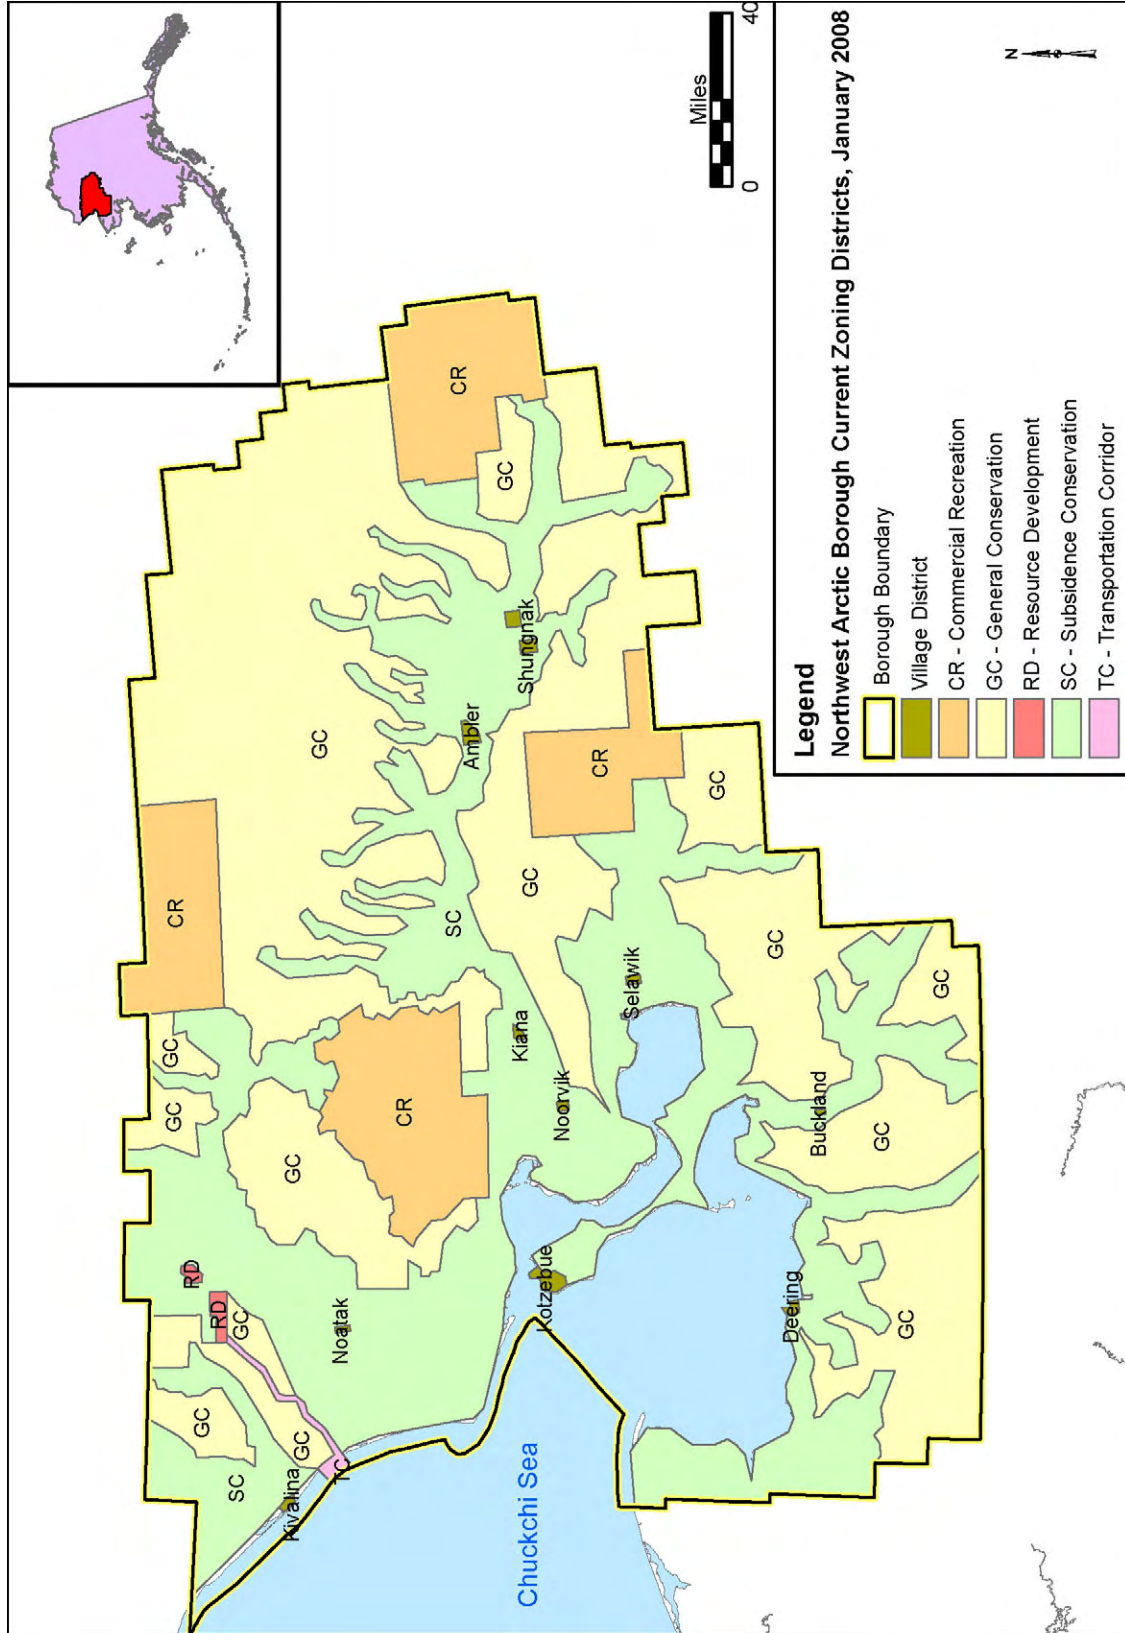 CR
GC
GC
RD
RD
GC
GC
GC
SC
GC
TC
Kivalina
Noatak
GC
CR
GC
SC
CR
GC
Ambler
Shungnak
Kiana
Noorvik
GC
CR
Selawik
GC
Kotzebue
Chuckchi Sea
GC
Buckland
GC
GC
Deering
GC
Miles
0
40
N
Legend
Northwest Arctic Borough Current Zoning Districts, January 2008
Borough Boundary
Village District
CR - Commercial Recreation
GC - General Conservation
RD - Resource Development
SC - Subsidence Conservation
TC - Transportation Corridor